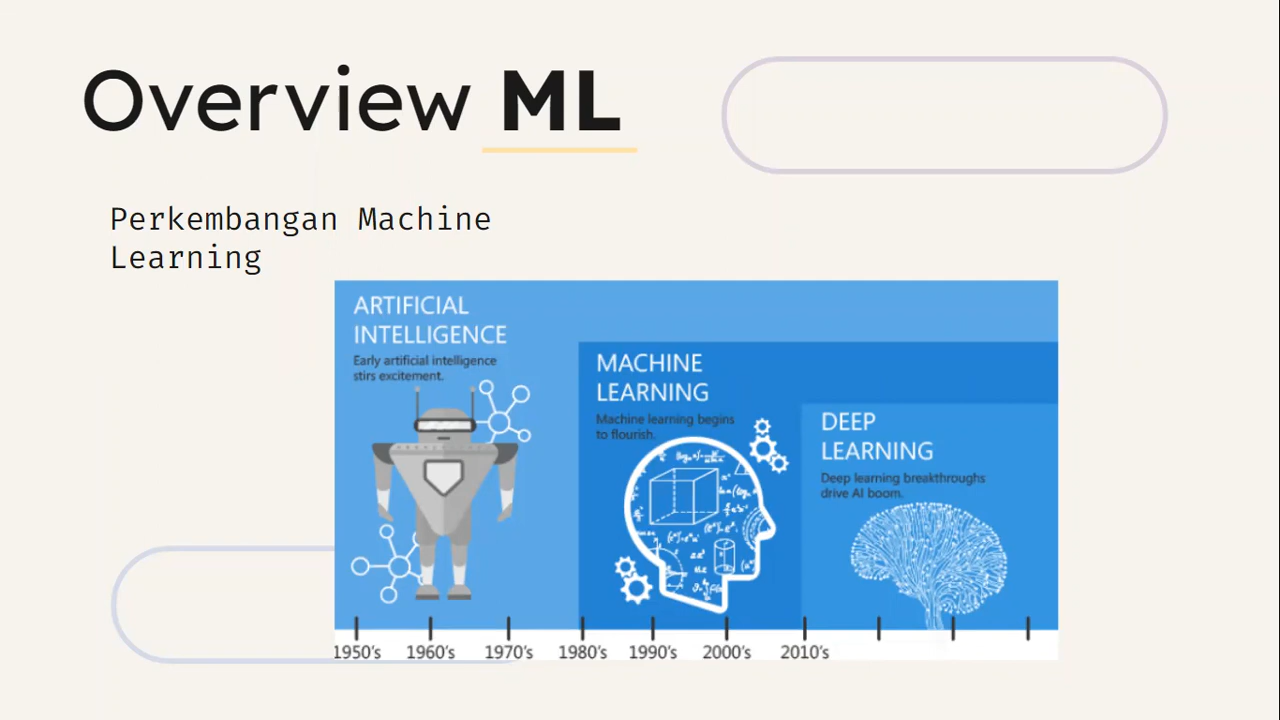 Overview ML
Perkembangan Machine
Learning
ARTIFICIAL
INTELLIGENCE
Early artificial intelligence
stirs excitement.
MACHINE
LEARNING
Machine learning begins
to flourish.
DEEP
LEARNING
Deep learning breakthroughs
drive AI boom.
1950's 1960's 1970's 1980's 1990's 2000's 2010's